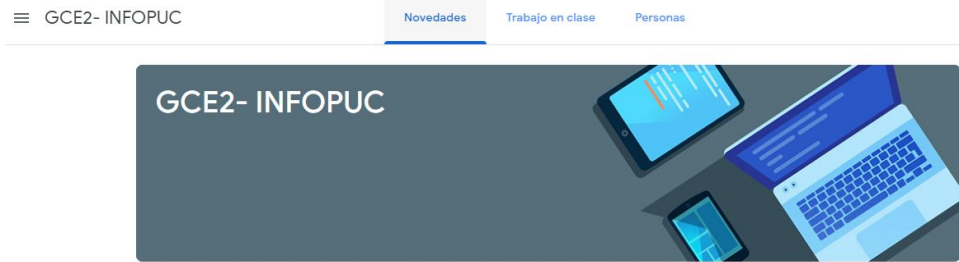 GCE2- INFOPUC
Novedades
Trabajo en clase
Personas
GCE2- INFOPUC